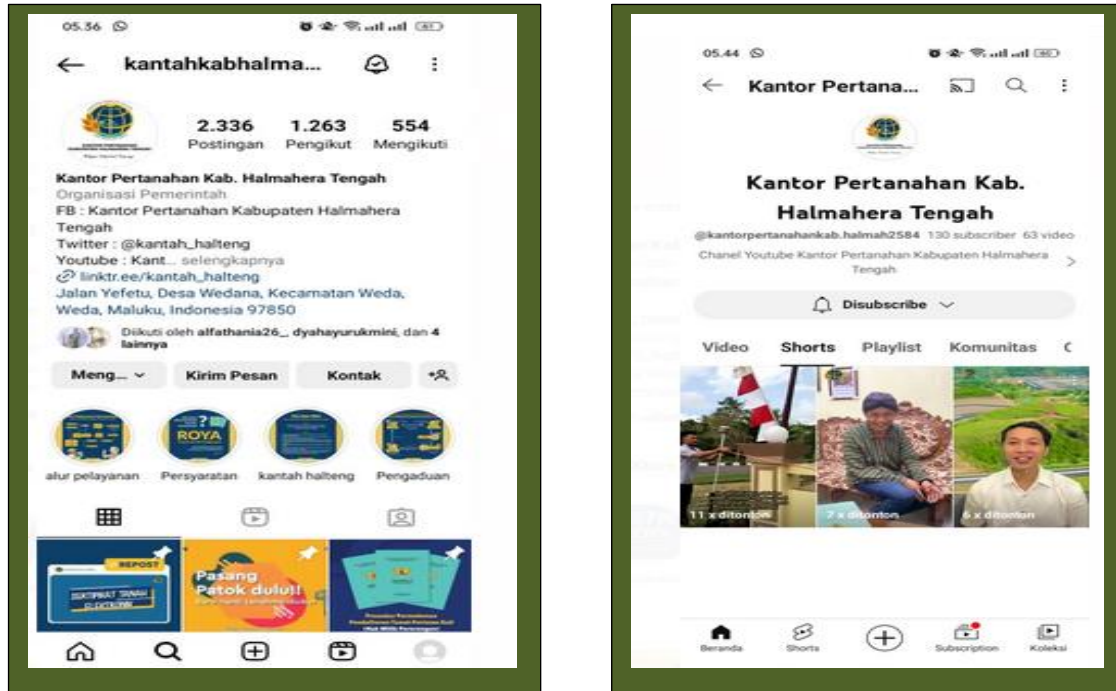 05.36
kantahkabhalma...
2.336 1.263 554
Postingan Pengikut Mengikuti
Kantor Pertanahan Kab. Halmahera Tengah
Organisasi Pemerintah
FB : Kantor Pertanahan Kabupaten Halmahera
Tengah
Twitter : @kantah_halteng
Youtube : Kant... selengkapnya
linktr.ee/kantah_halteng
Jalan Yefetu, Desa Wedana, Kecamatan Weda,
Weda, Maluku, Indonesia 97850
Diikuti oleh alfathania26_, dyahayurukmini, dan 4
lainnya
Meng... Kirim Pesan Kontak
?
ROYA
alur pelayanan Persyaratan kantah halteng Pengaduan
REPOST
SERTIPIKAT TANAH
Pasang
Patok dulu!!
05.44
Kantor Pertana...
Kantor Pertanahan Kab.
Halmahera Tengah
@kantorpertanahankab.halmah2584 130 subscriber 63 video
Chanel Youtube Kantor Pertanahan Kabupaten Halmahera
Tengah
Disubscribe
Video Shorts Playlist Komunitas
11 x ditonton 7 x ditonton 6 x ditonton
Beranda Shorts Subscription Koleksi